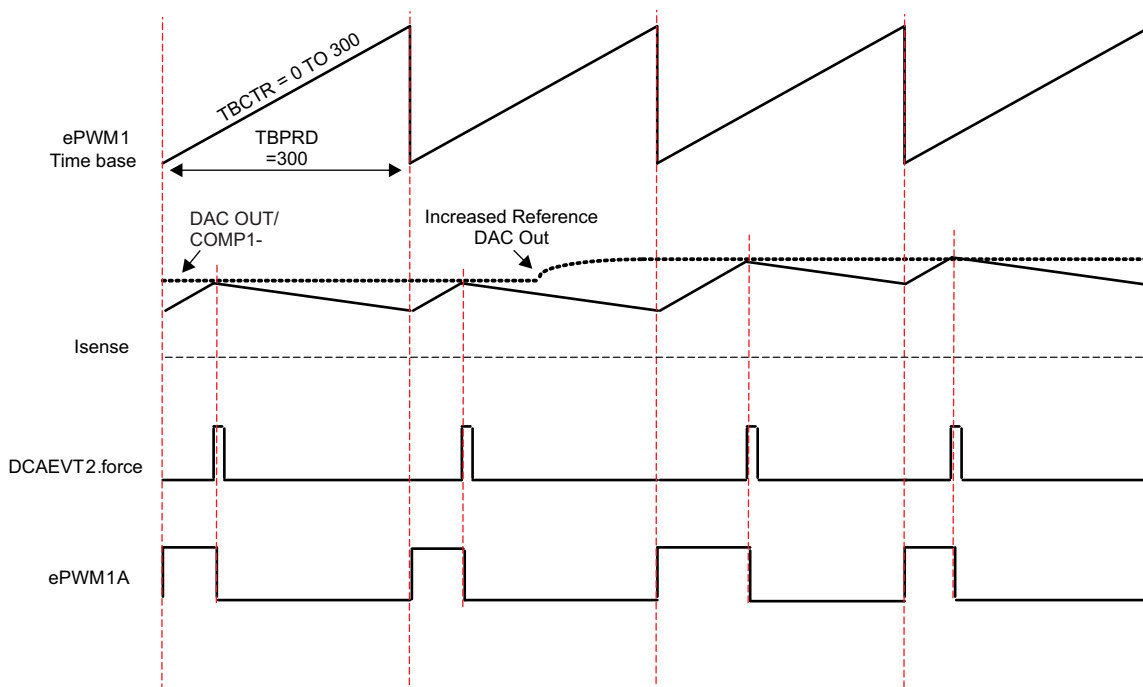 TBCTR = 0 TO 300
ePWM1
Time base
TBPRD
=300
DAC OUT/
COMP1-
Increased Reference
DAC Out
Isense
DCAEVT2.force
ePWM1A